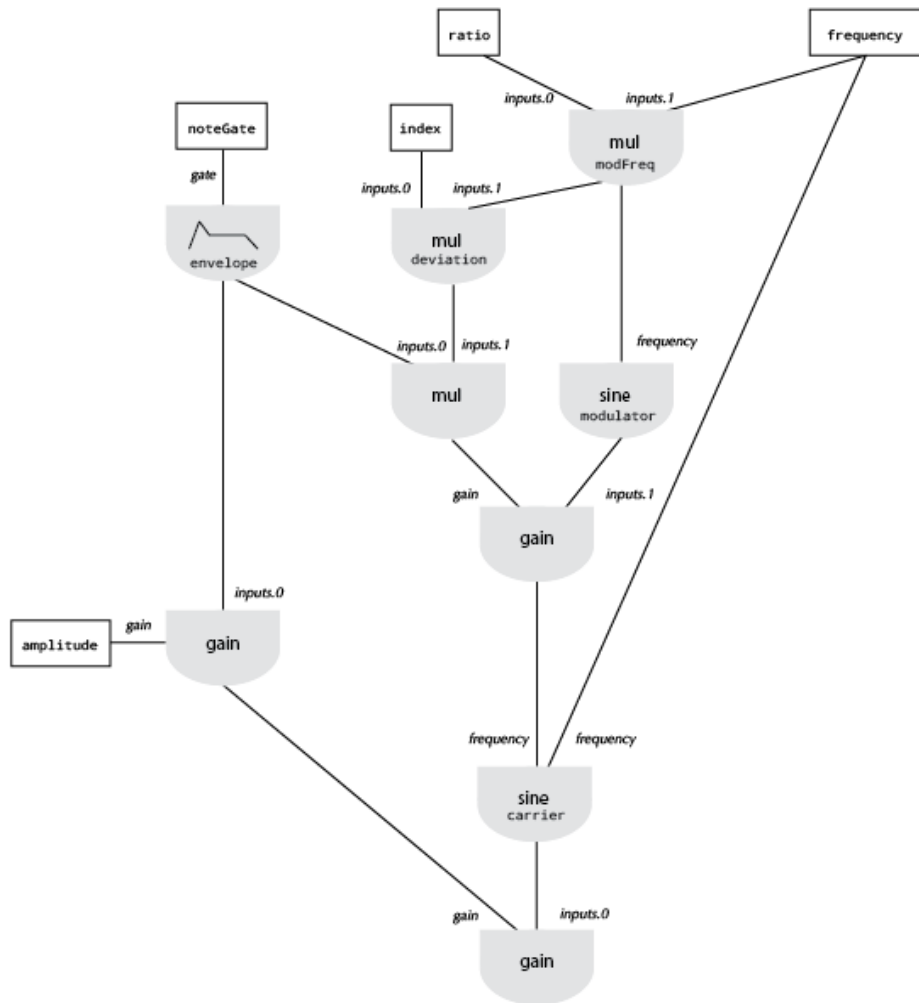 ratio
frequency
inputs.0
inputs.1
noteGate
index
mul
modFreq
gate
inputs.0
inputs.1
mul
deviation
envelope
inputs.0
inputs.1
frequency
mul
sine
modulator
gain
inputs.1
gain
inputs.0
amplitude
gain
gain
frequency
frequency
sine
carrier
gain
inputs.0
gain